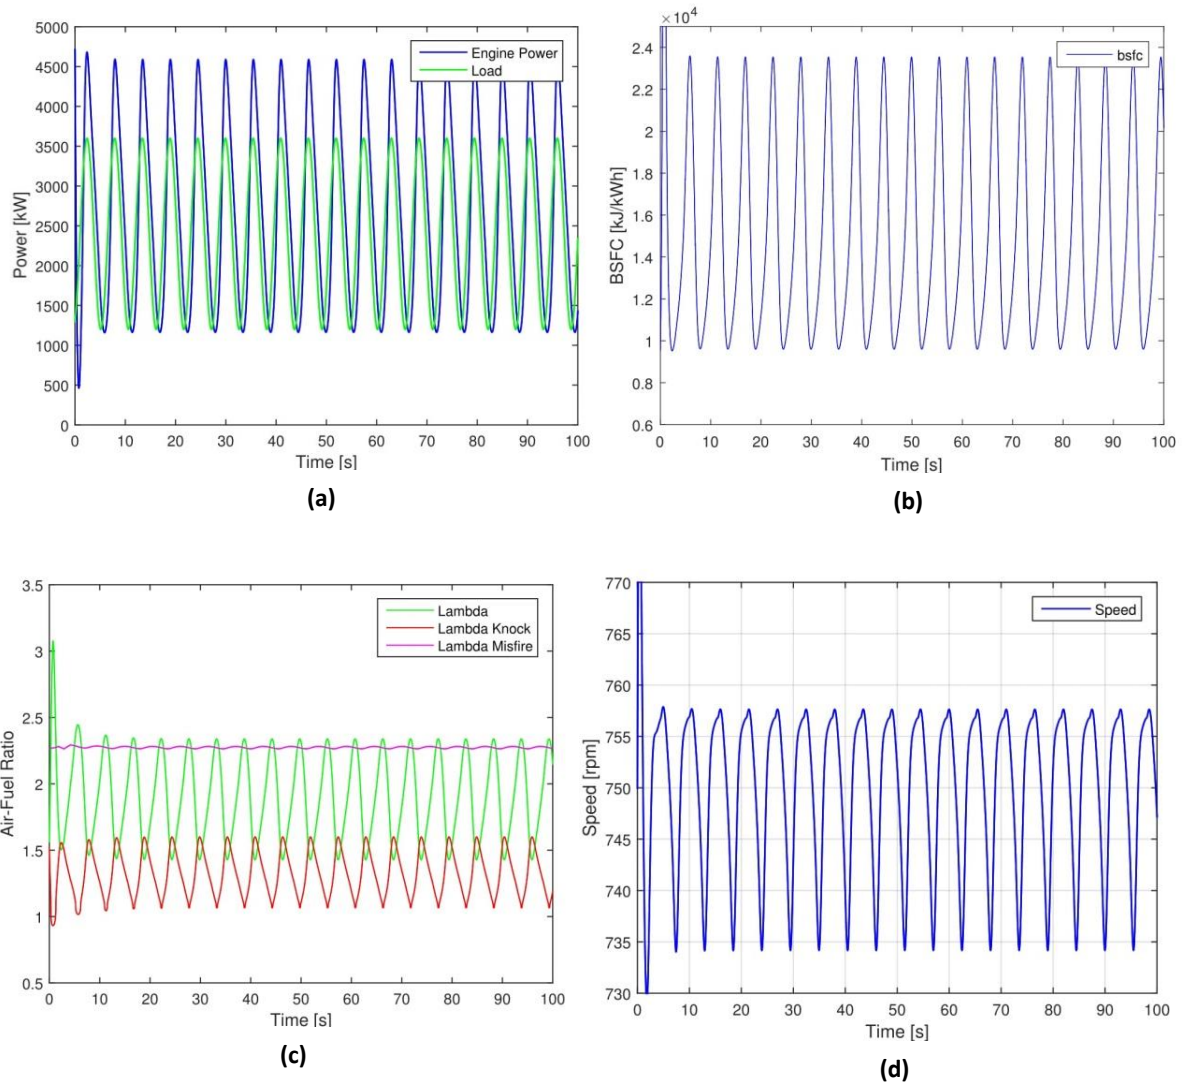 5000
4500
4000
3500
3000
2500
2000
1500
1000
500
0
Power [kW]
Engine Power
Load
0 10 20 30 40 50 60 70 80 90 100
Time [s]
(a)
× 10^4
2.4
2.2
2
1.8
1.6
1.4
1.2
1
0.8
0.6
BSFC [kJ/kWh]
bsfc
0 10 20 30 40 50 60 70 80 90 100
Time [s]
(b)
3.5
3
2.5
2
1.5
1
0.5
Air-Fuel Ratio
Lambda
Lambda Knock
Lambda Misfire
0 10 20 30 40 50 60 70 80 90 100
Time [s]
(c)
770
765
760
755
750
745
740
735
730
Speed [rpm]
Speed
0 10 20 30 40 50 60 70 80 90 100
Time [s]
(d)